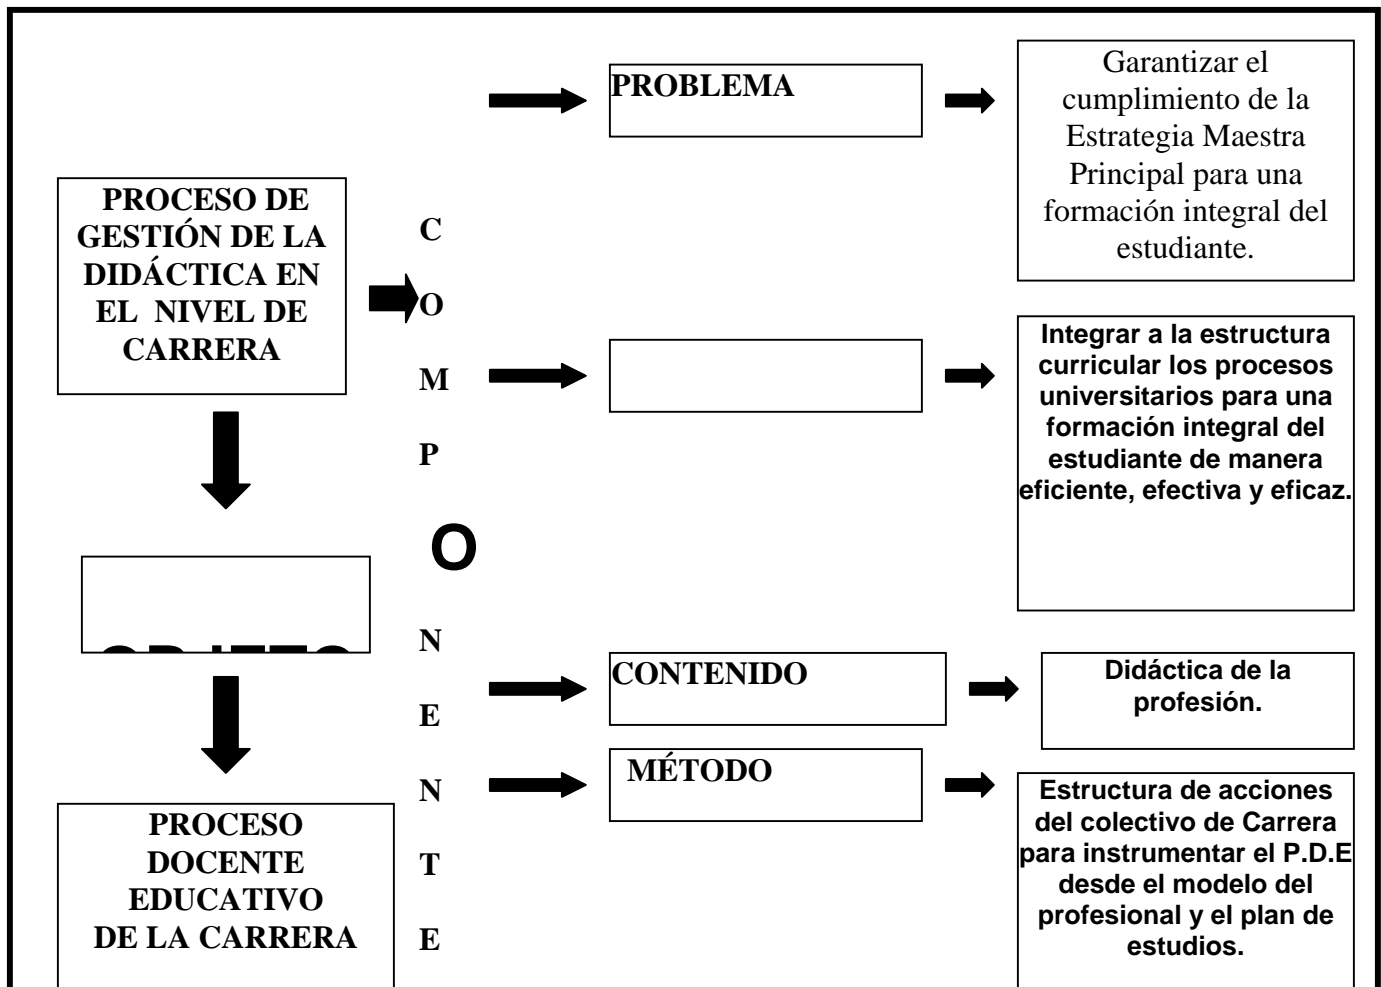 PROBLEMA
Garantizar el
cumplimiento de la
Estrategia Maestra
Principal para una
formación integral del
estudiante.
PROCESO DE
GESTIÓN DE LA
DIDÁCTICA EN
EL NIVEL DE
CARRERA
C
O
M
P
O
N
E
N
T
E
Integrar a la estructura
curricular los procesos
universitarios para una
formación integral del
estudiante de manera
eficiente, efectiva y eficaz.
CONTENIDO
Didáctica de la
profesión.
MÉTODO
Estructura de acciones
del colectivo de Carrera
para instrumentar el P.D.E
desde el modelo del
profesional y el plan de
estudios.
PROCESO
DOCENTE
EDUCATIVO
DE LA CARRERA